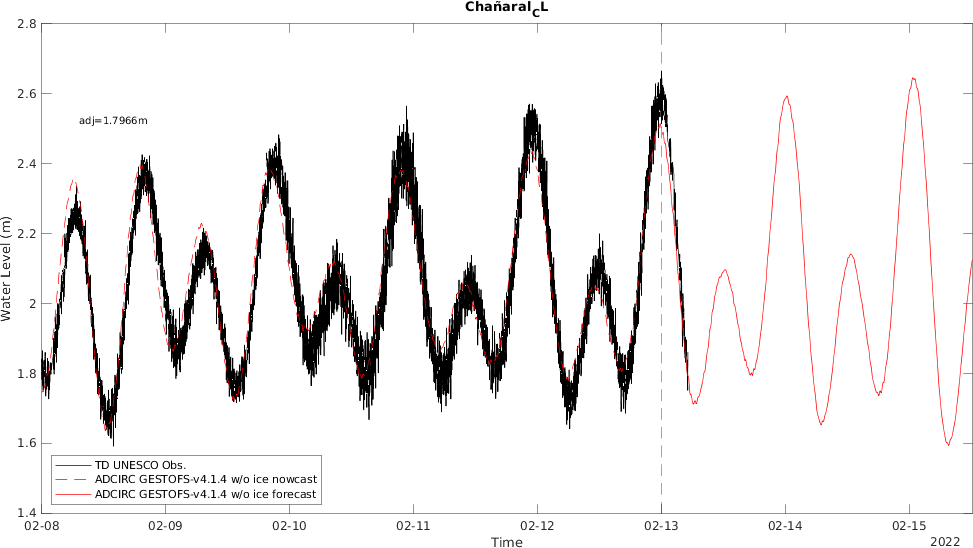 Chañaral_CL
2.8
2.6
2.4
2.2
2
1.8
1.6
1.4
Water Level (m)
adj=1.7966m
TD UNESCO Obs.
ADCIRC GESTOFS-v4.1.4 w/o ice nowcast
ADCIRC GESTOFS-v4.1.4 w/o ice forecast
02-08 02-09 02-10 02-11 02-12 02-13 02-14 02-15
Time
2022